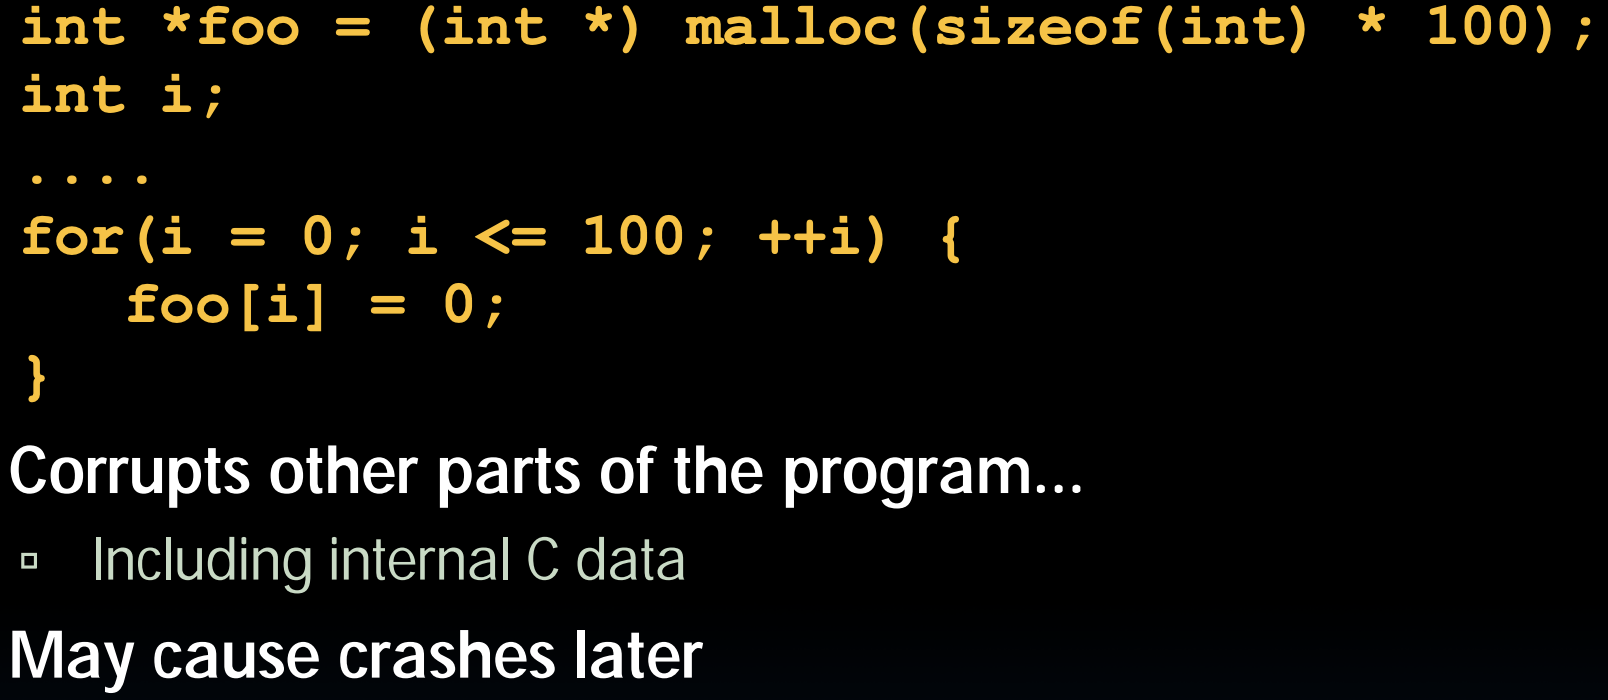 int *foo = (int *) malloc(sizeof(int) * 100);
int i;
....
for(i = 0; i <= 100; ++i) {
   foo[i] = 0;
}
Corrupts other parts of the program...
▫ Including internal C data
May cause crashes later